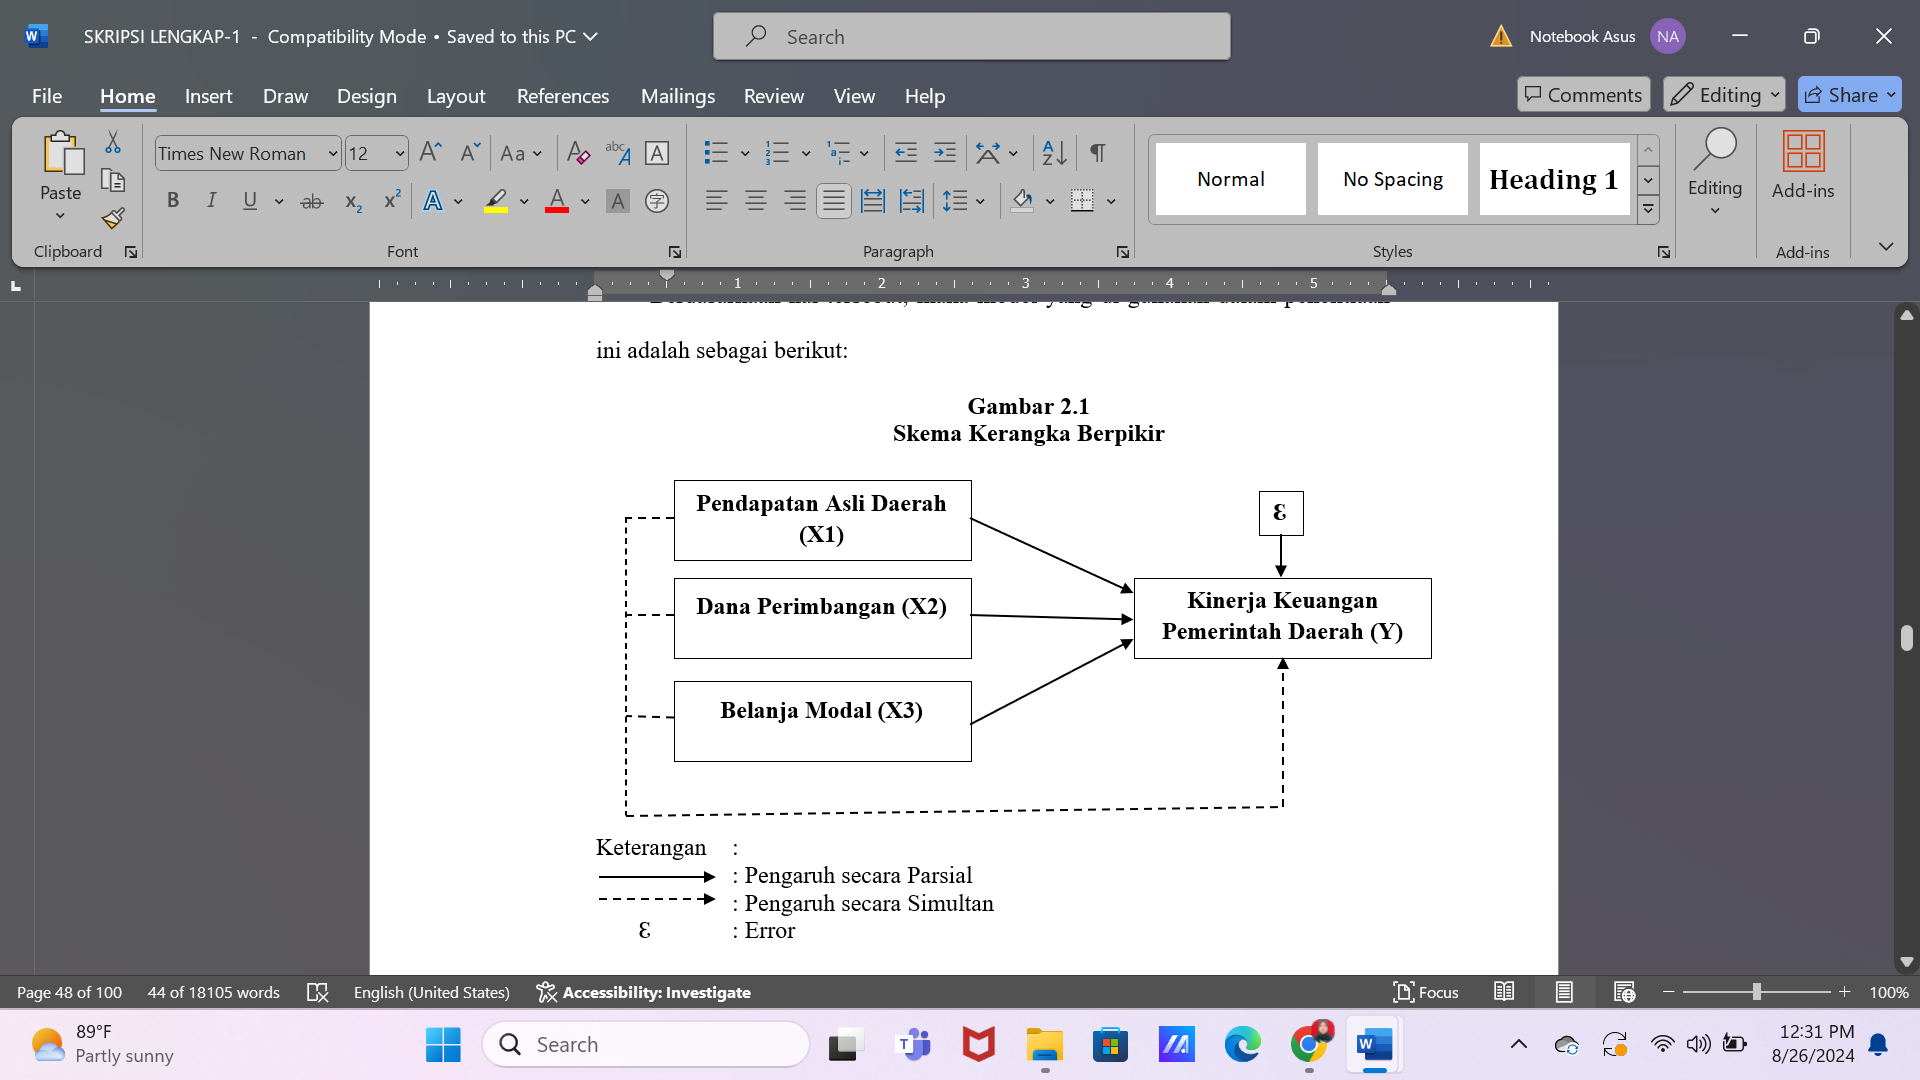 SKRIPSI LENGKAP-1 - Compatibility Mode • Saved to this PC
Search
Notebook Asus
NA
File Home Insert Draw Design Layout References Mailings Review View Help
Comments Editing Share
Paste
Times New Roman 12
Normal
No Spacing
Heading 1
Editing
Add-ins
Clipboard Font Paragraph Styles Add-ins
1 2 3 4 5
ini adalah sebagai berikut:
Gambar 2.1
Skema Kerangka Berpikir
Pendapatan Asli Daerah
(X1)
Ɛ
Dana Perimbangan (X2)
Kinerja Keuangan
Pemerintah Daerah (Y)
Belanja Modal (X3)
Keterangan :
: Pengaruh secara Parsial
: Pengaruh secara Simultan
Ɛ : Error
Page 48 of 100 44 of 18105 words English (United States) Accessibility: Investigate Focus 100%
89°F
Partly sunny
Search
12:31 PM
8/26/2024